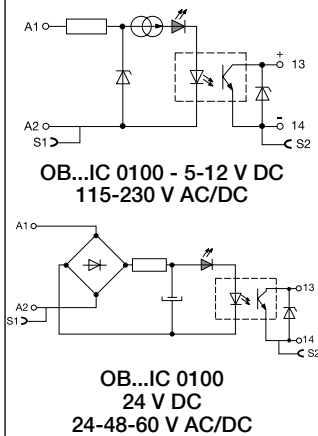 A1
+
13
A2
-
14
S1
S2
OB...IC 0100 - 5-12 V DC
115-230 V AC/DC
A1
A2
S1
13
14
S2
OB...IC 0100
24 V DC
24-48-60 V AC/DC